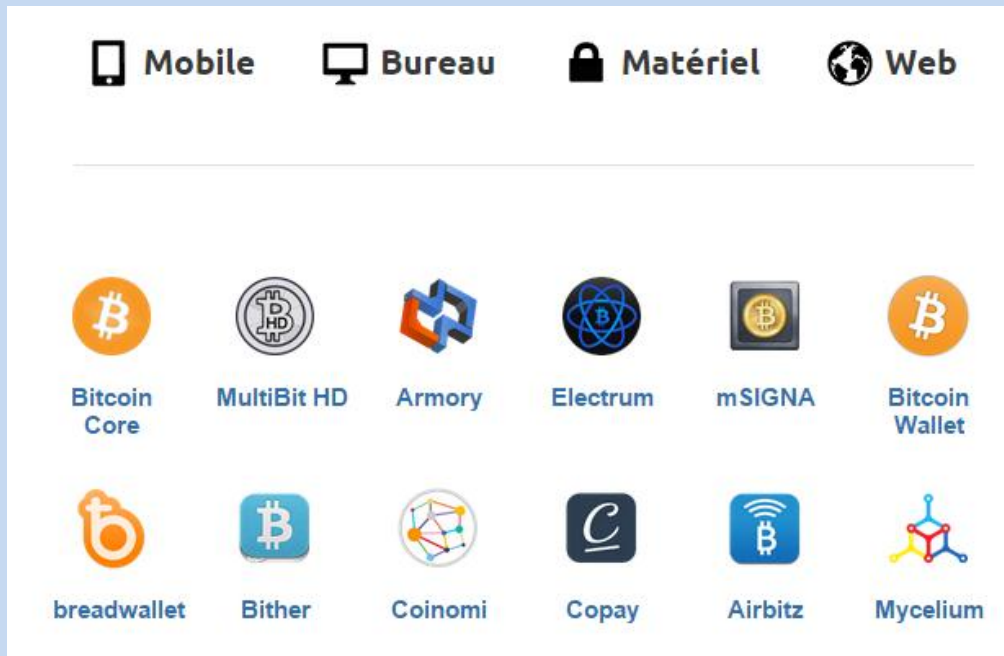 Mobile Bureau Matériel Web
HD
Bitcoin Core MultiBit HD Armory Electrum mSIGNA Bitcoin Wallet
breadwallet Bither Coinomi Copay Airbitz Mycelium